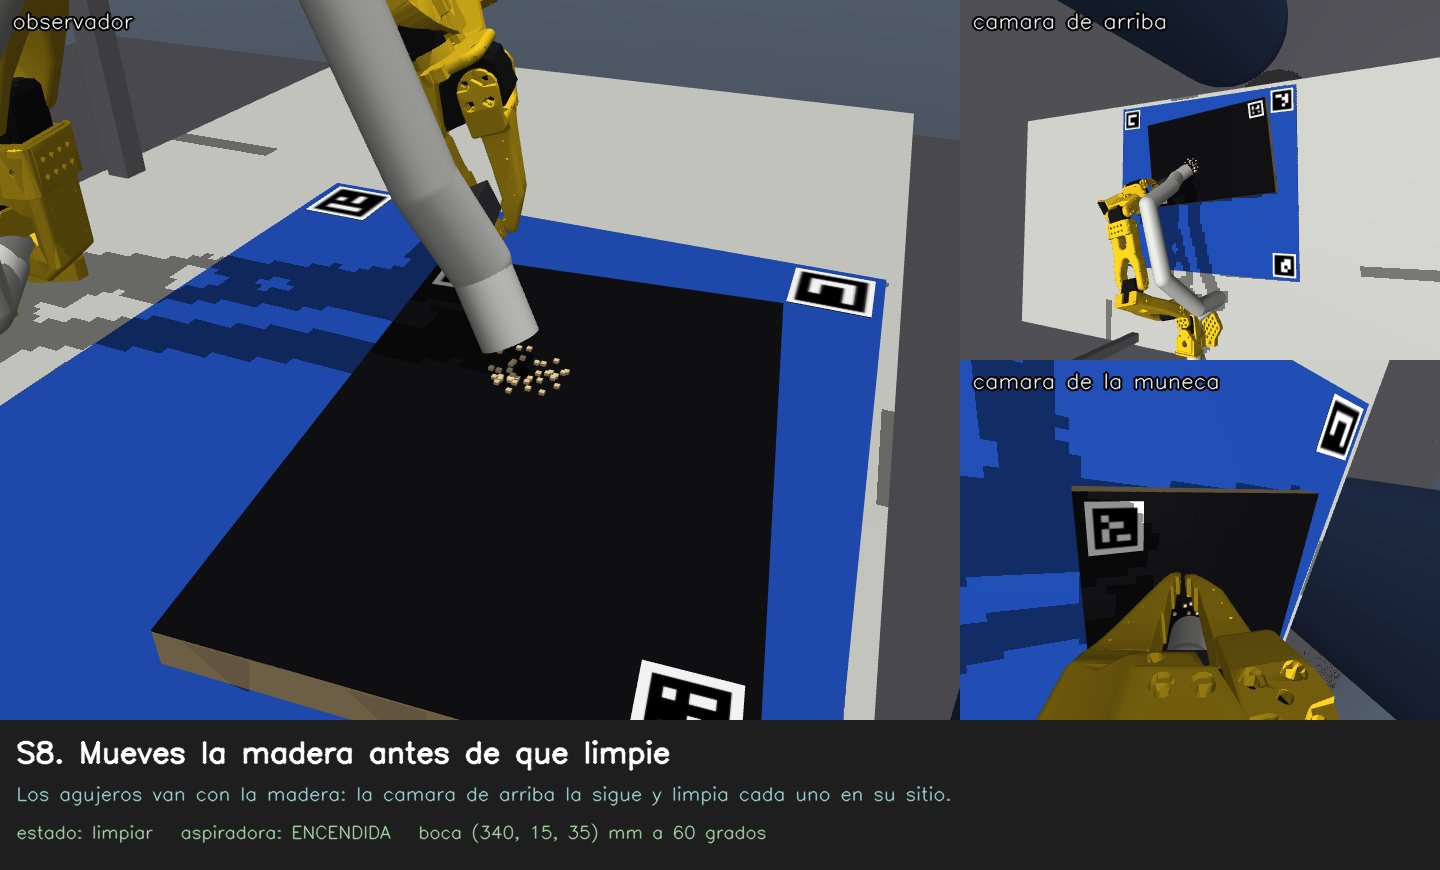 observador
camara de arriba
camara de la muneca
S8. Mueves la madera antes de que limpie
Los agujeros van con la madera: la camara de arriba la sigue y limpia cada uno en su sitio.
estado: limpiar aspiradora: ENCENDIDA boca (340, 15, 35) mm a 60 grados